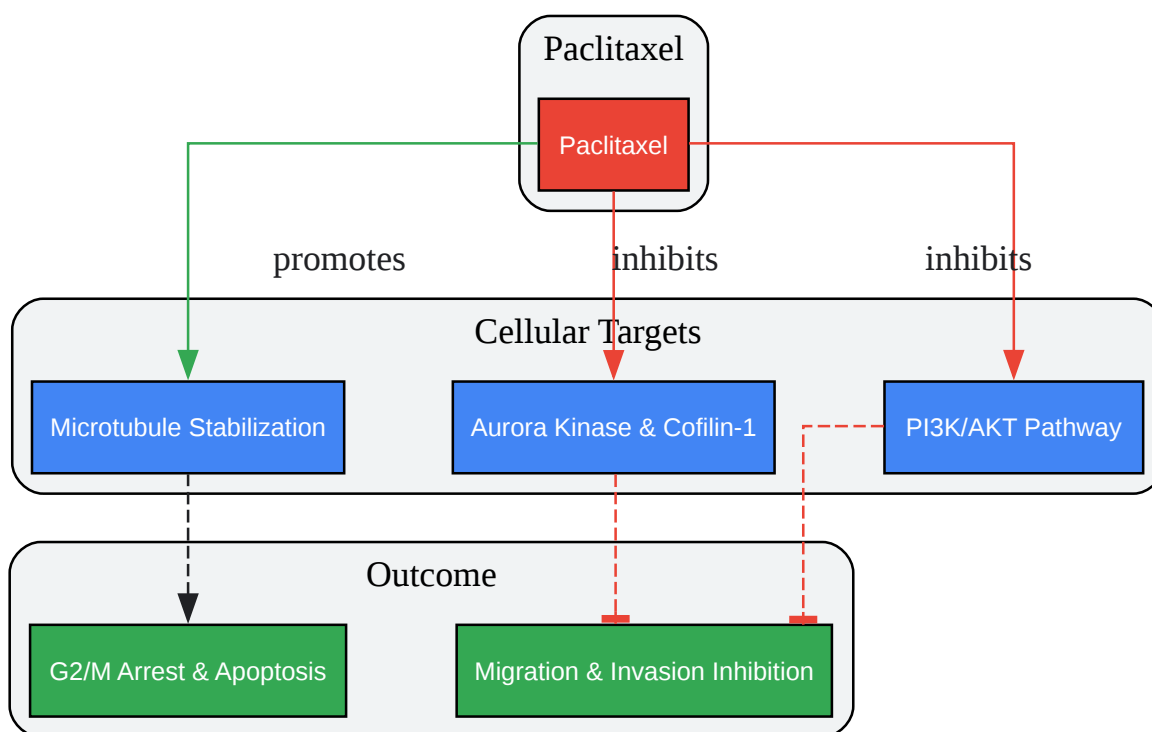 Paclitaxel
Paclitaxel
promotes
inhibits
inhibits
Cellular Targets
Microtubule Stabilization
Aurora Kinase & Cofilin-1
PI3K/AKT Pathway
Outcome
G2/M Arrest & Apoptosis
Migration & Invasion Inhibition